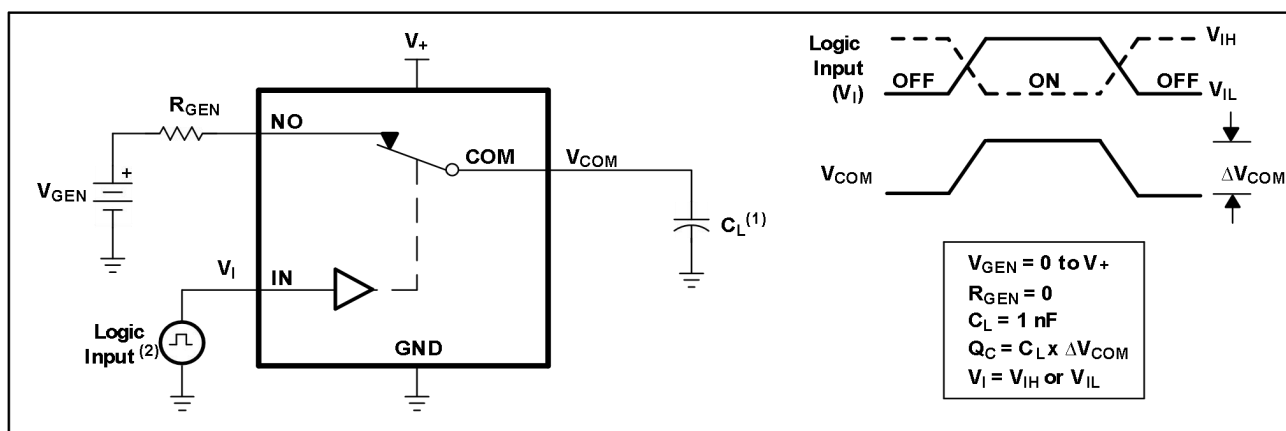 V+
RGEN
NO
COM
VCOM
VGEN
+
CL(1)
VI
IN
Logic
Input (2)
GND
Logic
Input
(VI)
OFF
ON
OFF
VIH
VIL
VCOM
ΔVCOM
VGEN = 0 to V+
RGEN = 0
CL = 1 nF
QC = CL x ΔVCOM
VI = VIH or VIL